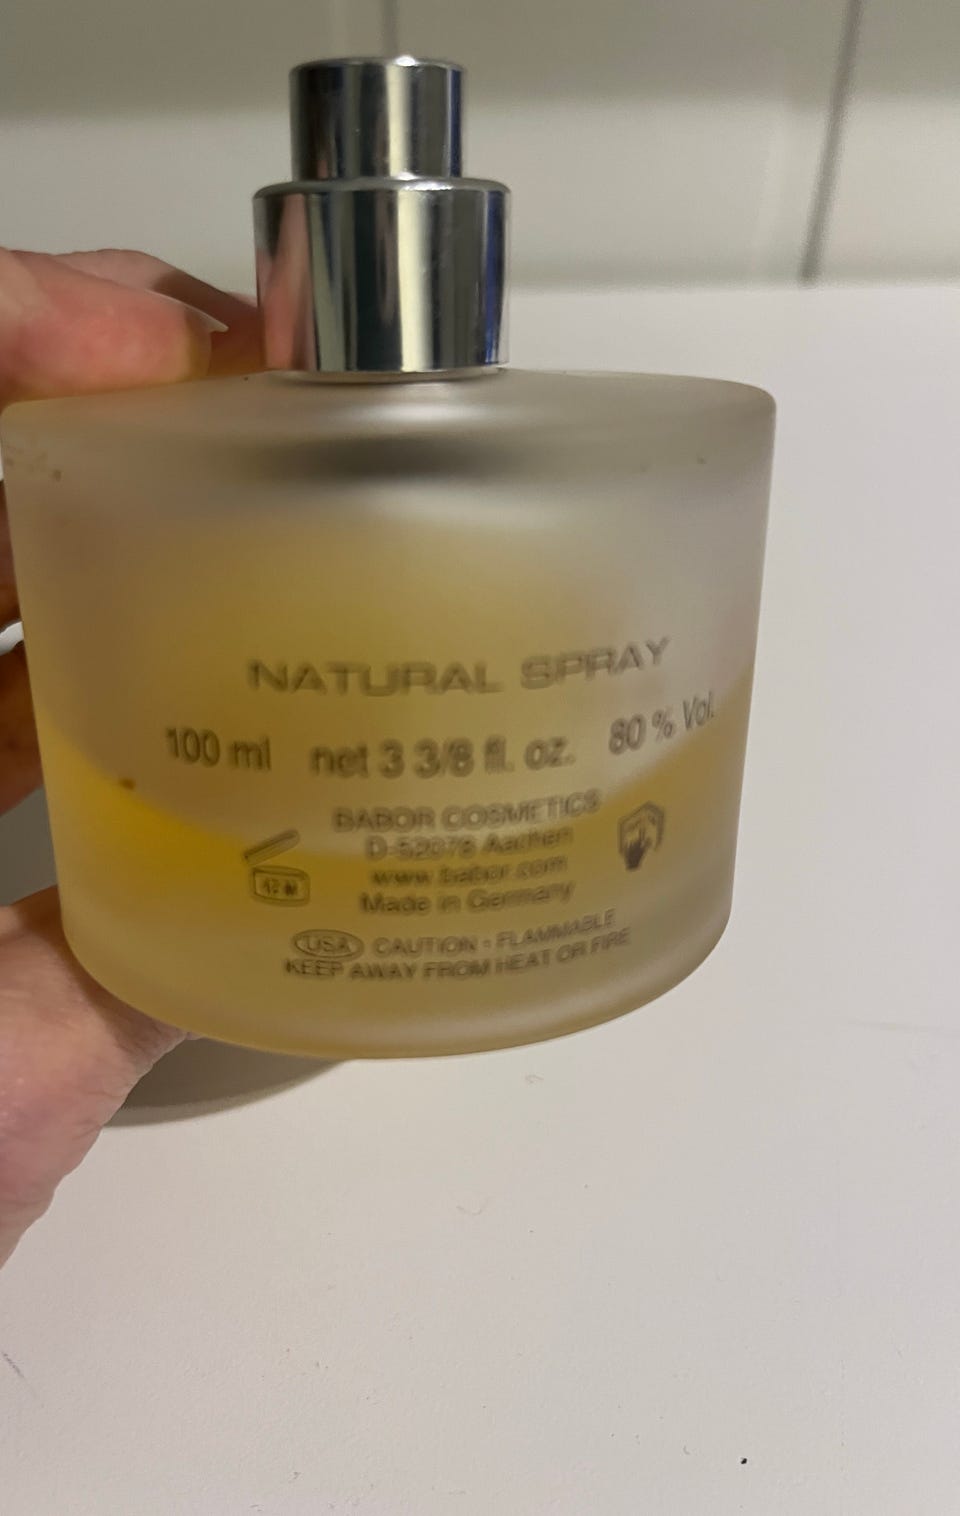 NATURAL SPRAY
100 ml net 3 3/8 fl. oz. 80 % Vol.
BABOR COSMETICS
D-52078 Aachen
www.babor.com
Made in Germany
USA CAUTION - FLAMMABLE
KEEP AWAY FROM HEAT OR FIRE